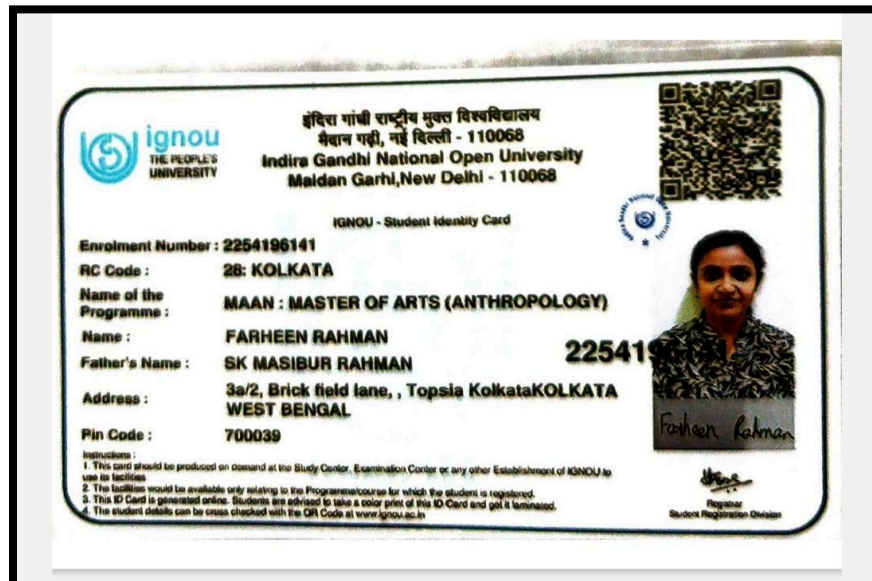 ignou
THE PEOPLE'S
UNIVERSITY
इंदिरा गांधी राष्ट्रीय मुक्त विश्वविद्यालय
मैदान गढ़ी, नई दिल्ली - 110068
Indira Gandhi National Open University
Maidan Garhi,New Delhi - 110068
IGNOU - Student Identity Card
Enrolment Number : 2254196141
RC Code : 28: KOLKATA
Name of the Programme : MAAN : MASTER OF ARTS (ANTHROPOLOGY)
Name : FARHEEN RAHMAN
Father's Name : SK MASIBUR RAHMAN
Address : 3a/2, Brick field lane, , Topsia KolkataKOLKATA
WEST BENGAL
Pin Code : 700039
225419
Farheen Rahman
Instructions :
1. This card should be produced on demand at the Study Center, Examination Center or any other Establishment of IGNOU to
use its facilities
2. The facilities would be available only relating to the Programme/course for which the student is registered.
3. This ID Card is generated online. Students are advised to take a color print of this ID Card and get it laminated.
4. The student details can be cross checked with the QR Code at www.ignou.ac.in
Registrar
Student Registration Division